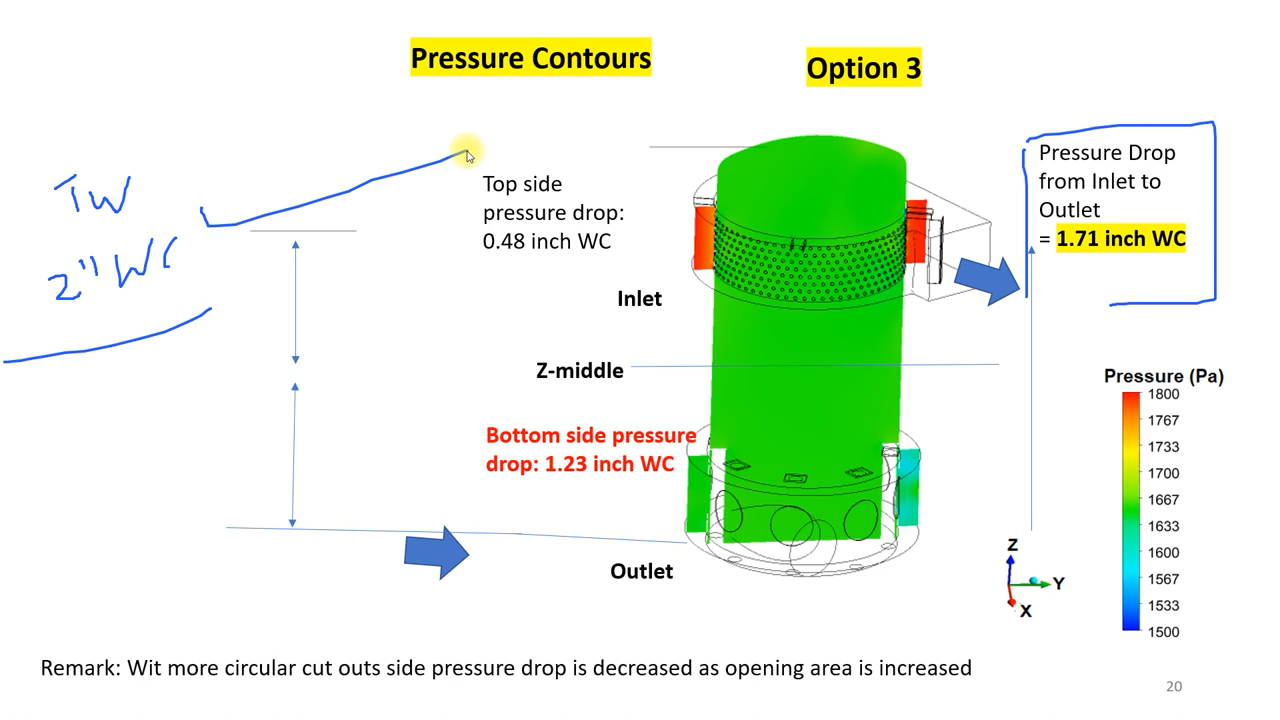 Pressure Contours
Option 3
TW
2" WC
Top side
pressure drop:
0.48 inch WC
Pressure Drop
from Inlet to
Outlet
= 1.71 inch WC
Inlet
Z-middle
Bottom side pressure
drop: 1.23 inch WC
Outlet
Pressure (Pa)
1800
1767
1733
1700
1667
1633
1600
1567
1533
1500
Z
Y
X
Remark: Wit more circular cut outs side pressure drop is decreased as opening area is increased
20